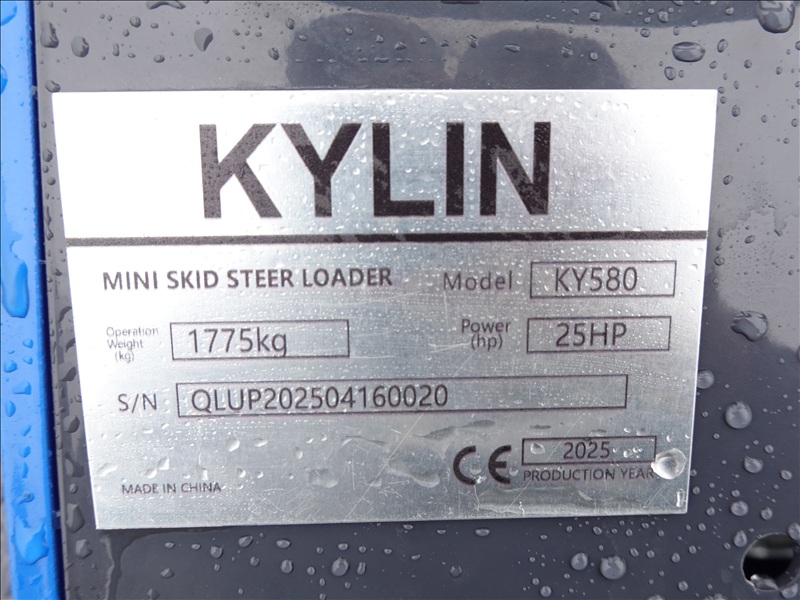 KYLIN
MINI SKID STEER LOADER Model KY580
Operation Weight (kg) 1775kg Power (hp) 25HP
S/N QLUP202504160020
CE 2025
PRODUCTION YEAR
MADE IN CHINA